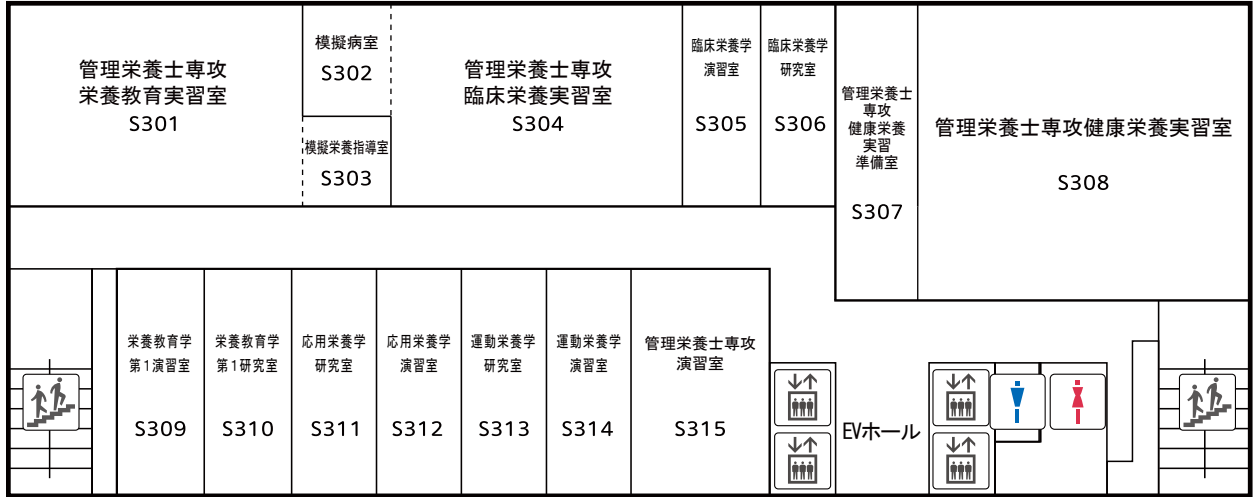 管理栄養士専攻
栄養教育実習室
S301
模擬病室
S302
模擬栄養指導室
S303
管理栄養士専攻
臨床栄養実習室
S304
臨床栄養学
演習室
S305
臨床栄養学
研究室
S306
管理栄養士
専攻
健康栄養
実習
準備室
S307
管理栄養士専攻健康栄養実習室
S308
栄養教育学
第1演習室
S309
栄養教育学
第1研究室
S310
応用栄養学
研究室
S311
応用栄養学
演習室
S312
運動栄養学
研究室
S313
運動栄養学
演習室
S314
管理栄養士専攻
演習室
S315
EVホール